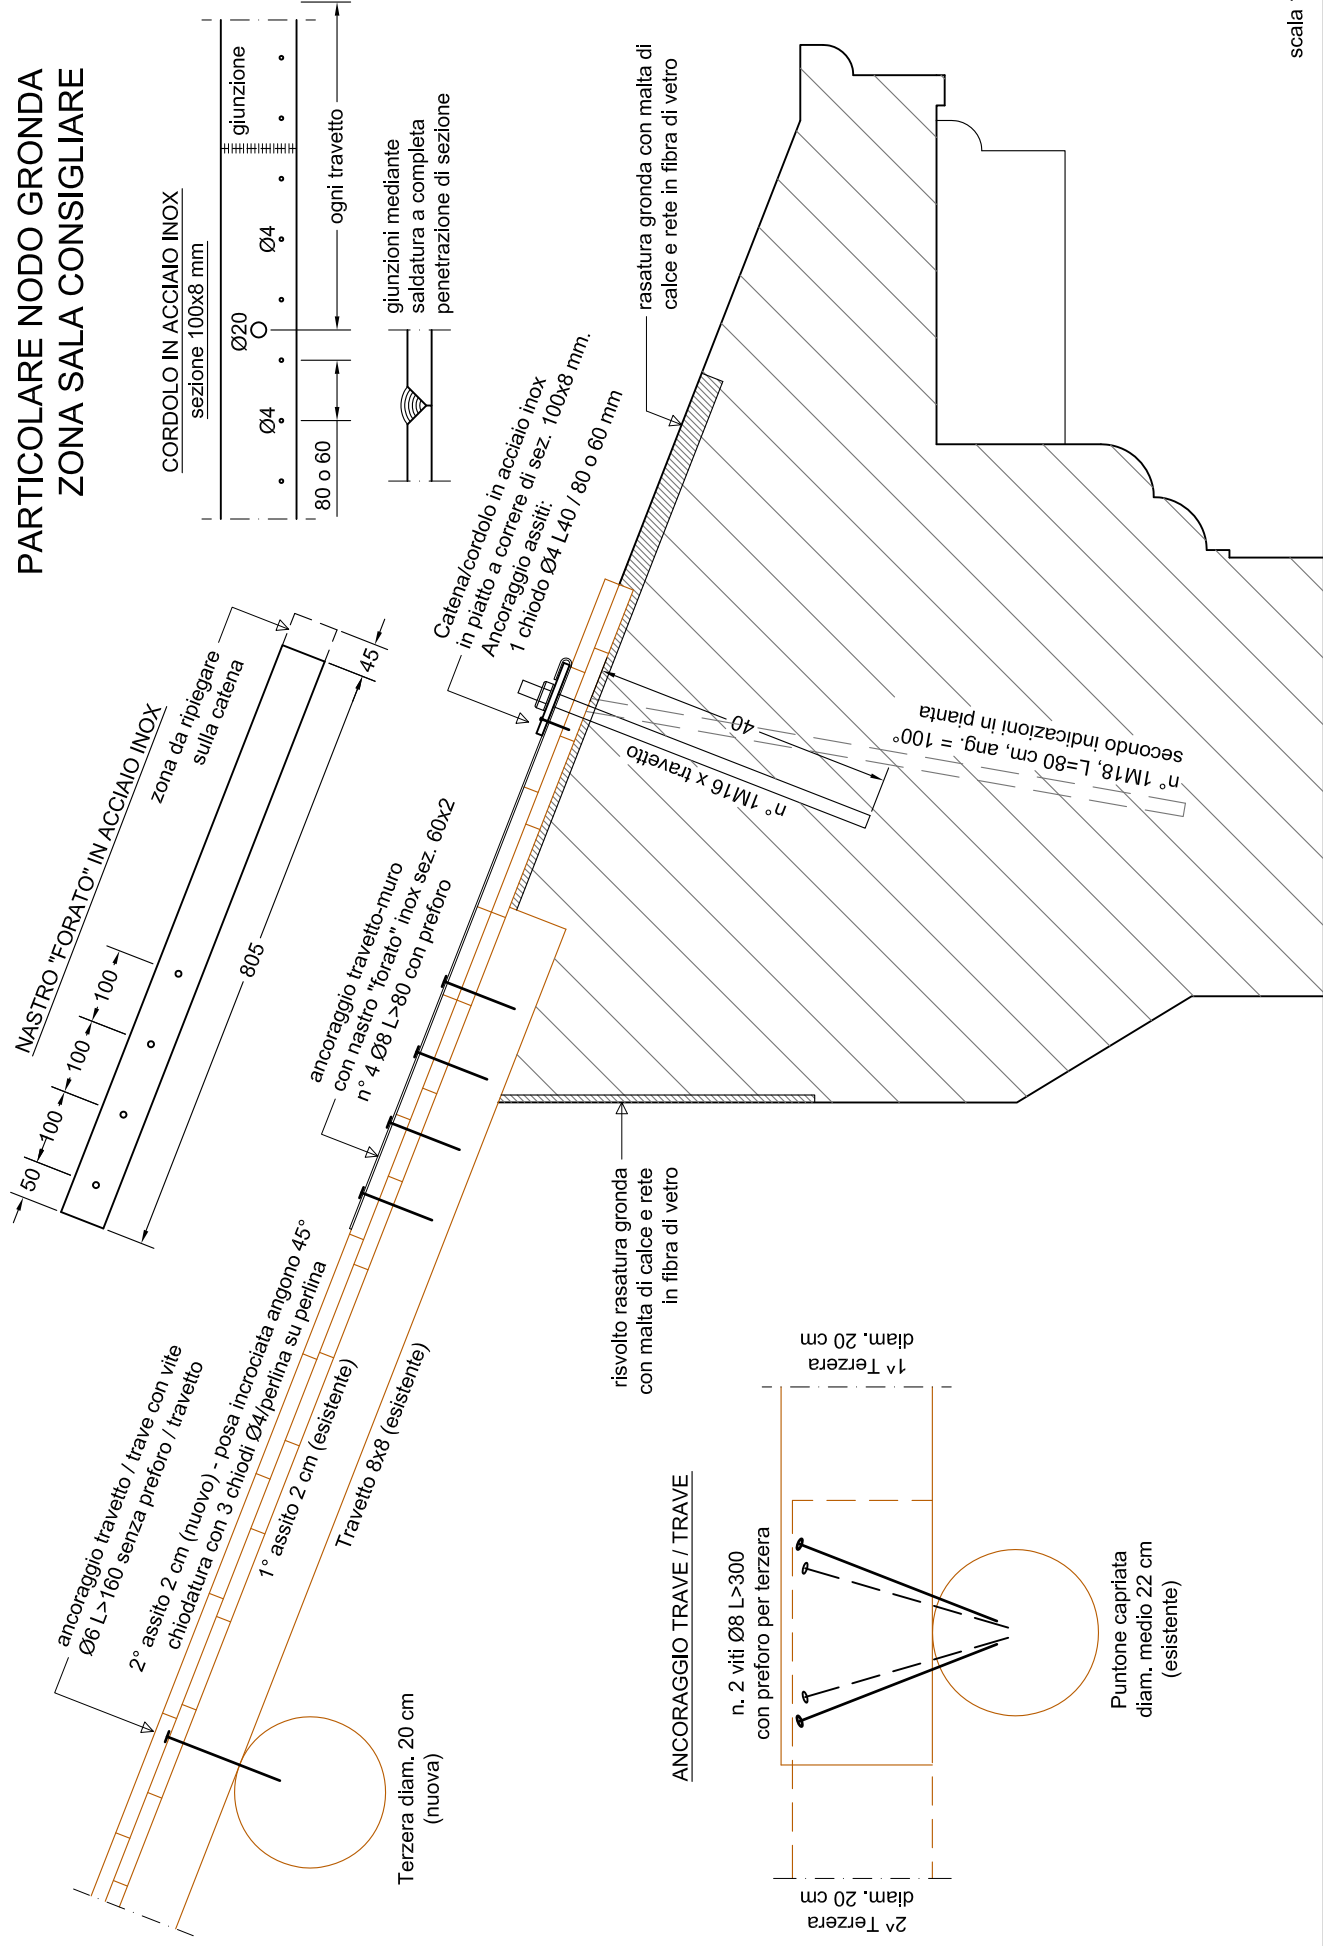 PARTICOLARE NODO GRONDA
ZONA SALA CONSIGLIARE
CORDOLO IN ACCIAIO INOX
sezione 100x8 mm
giunzione
Ø4
Ø20
Ø4
80 o 60
ogni travetto
giunzioni mediante
saldatura a completa
penetrazione di sezione
NASTRO "FORATO" IN ACCIAIO INOX
zona da ripiegare
sulla catena
50
100
100
100
805
45
Catena/cordolo in acciaio inox
in piatto a correre di sez. 100x8 mm.
Ancoraggio assiti:
1 chiodo Ø4 L40 / 80 o 60 mm
rasatura gronda con malta di
calce e rete in fibra di vetro
ancoraggio travetto-muro
con nastro "forato" inox sez. 60x2
n° 4 Ø8 L>80 con preforo
ancoraggio travetto / trave con vite
Ø6 L>160 senza preforo / travetto
2° assito 2 cm (nuovo) - posa incrociata angono 45°
chiodatura con 3 chiodi Ø4/perlina su perlina
1° assito 2 cm (esistente)
Travetto 8x8 (esistente)
40
n° 1M16 x travetto
n° 1M18, L=80 cm, ang. = 100°
secondo indicazioni in pianta
Terzera diam. 20 cm
(nuova)
risvolto rasatura gronda
con malta di calce e rete
in fibra di vetro
ANCORAGGIO TRAVE / TRAVE
n. 2 viti Ø8 L>300
con preforo per terzera
1^ Terzera
diam. 20 cm
2^ Terzera
diam. 20 cm
Puntone capriata
diam. medio 22 cm
(esistente)
scala